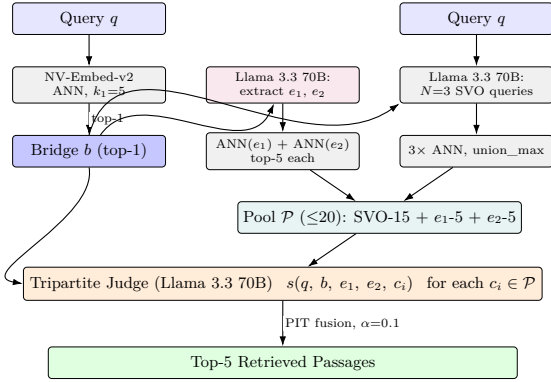 Query q
Query q
NV-Embed-v2
ANN, k₁=5
Llama 3.3 70B:
extract e₁, e₂
Llama 3.3 70B:
N=3 SVO queries
top-1
Bridge b (top-1)
ANN(e₁) + ANN(e₂)
top-5 each
3× ANN, union_max
Pool 𝒫 (≤20): SVO-15 + e₁-5 + e₂-5
Tripartite Judge (Llama 3.3 70B) s(q, b, e₁, e₂, cᵢ) for each cᵢ ∈ 𝒫
PIT fusion, α=0.1
Top-5 Retrieved Passages